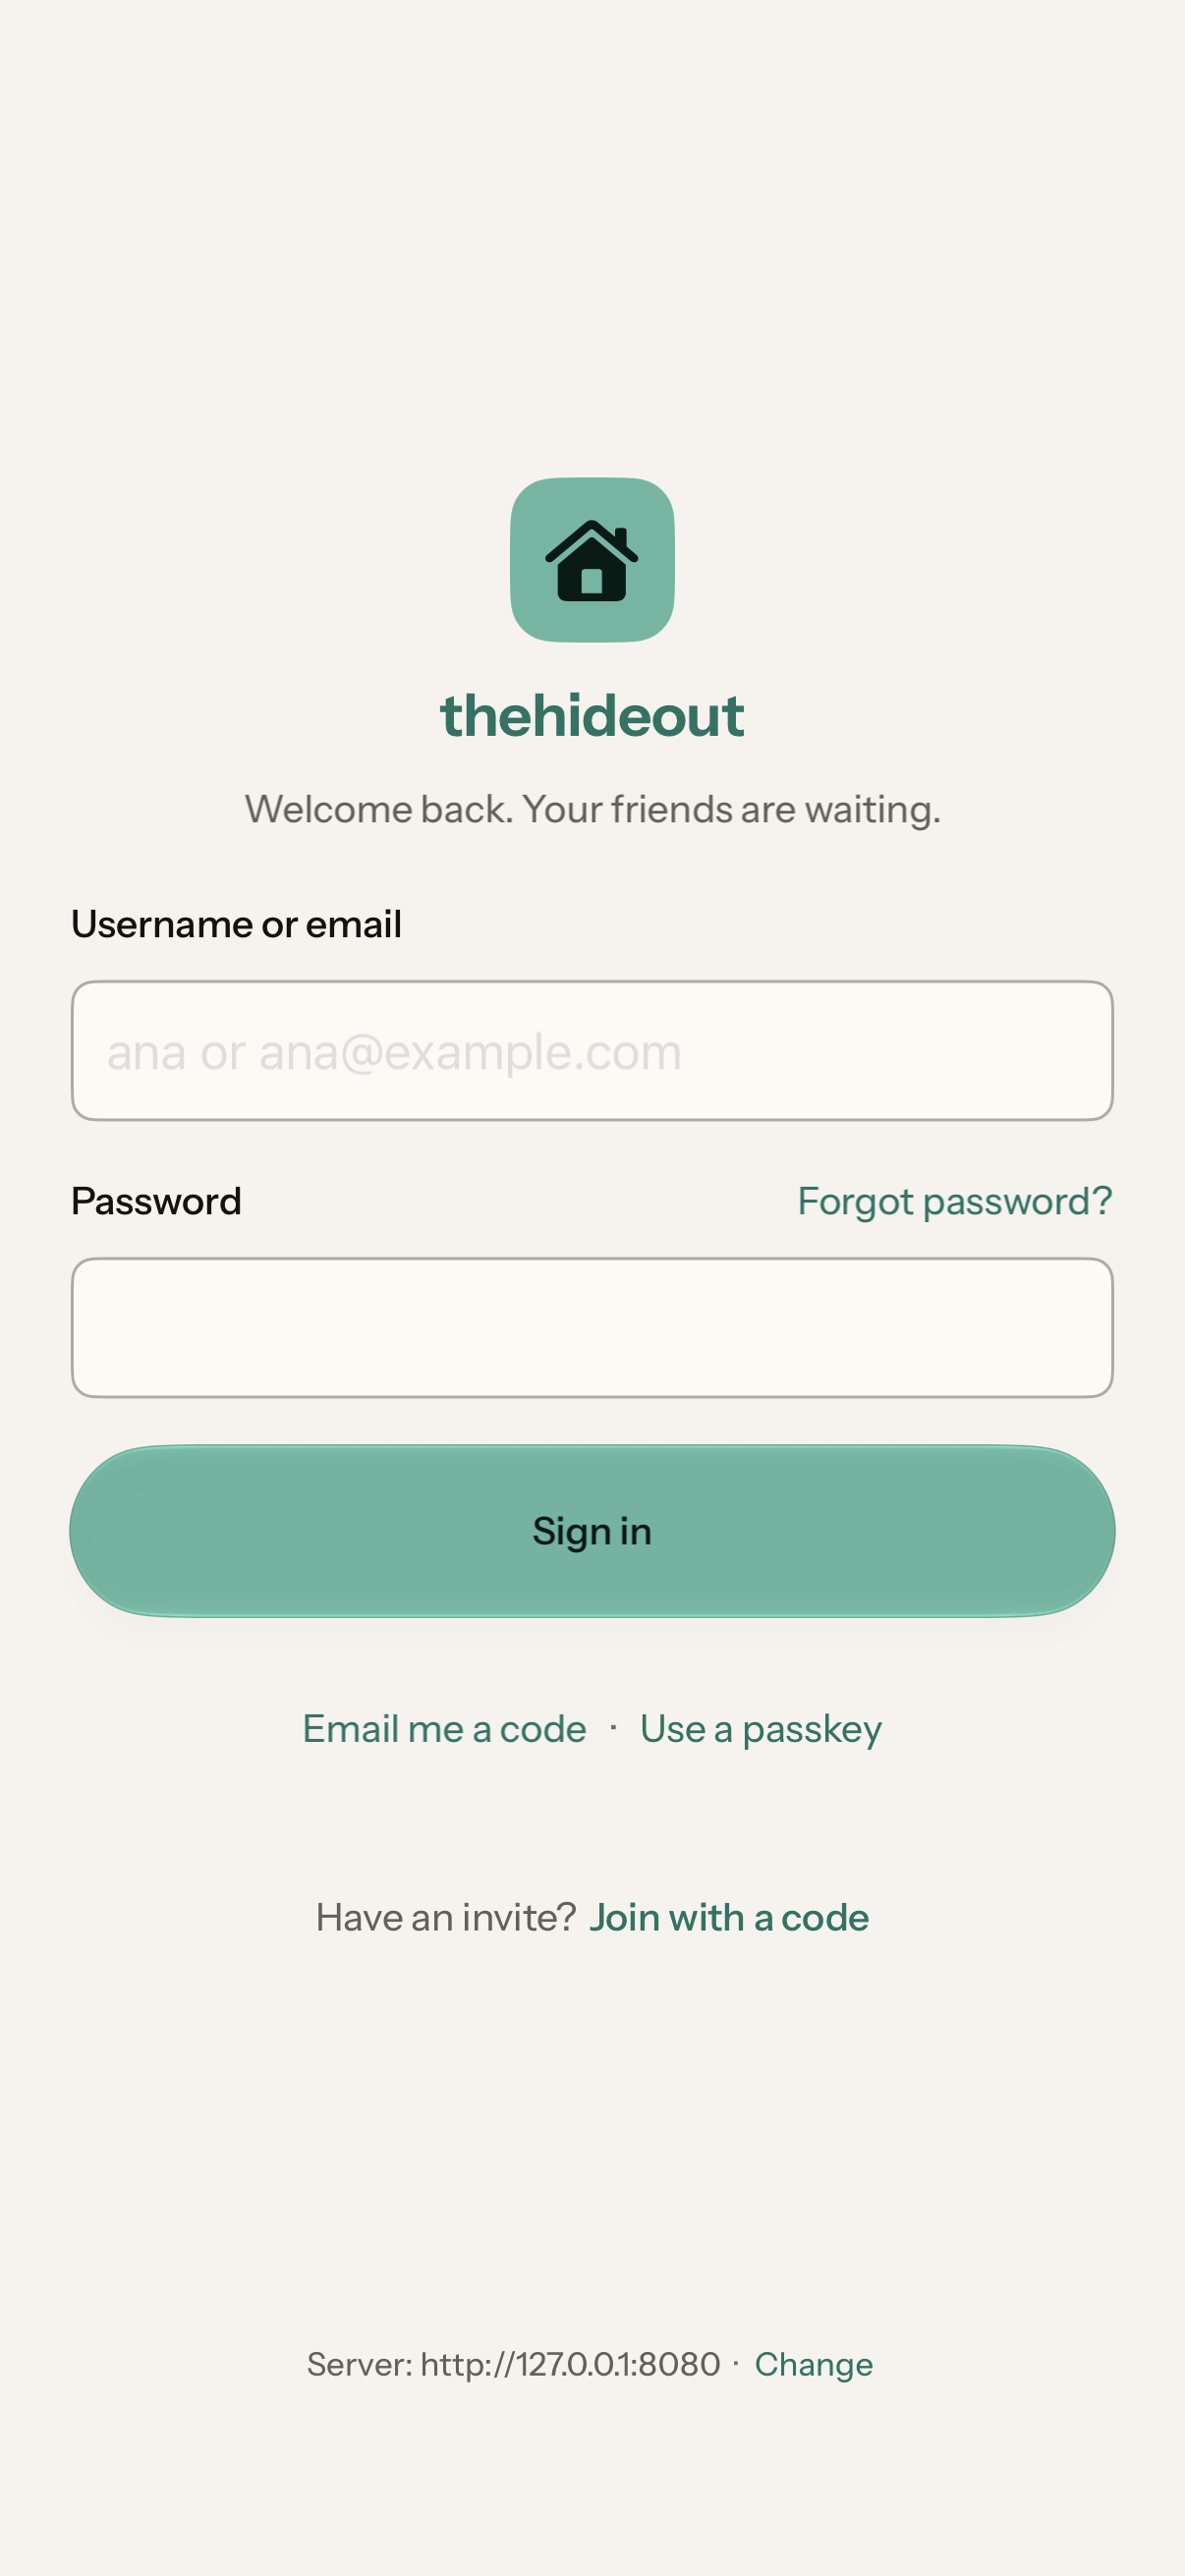 thehideout
Welcome back. Your friends are waiting.
Username or email
ana or ana@example.com
Password Forgot password?
Sign in
Email me a code · Use a passkey
Have an invite? Join with a code
Server: http://127.0.0.1:8080 · Change